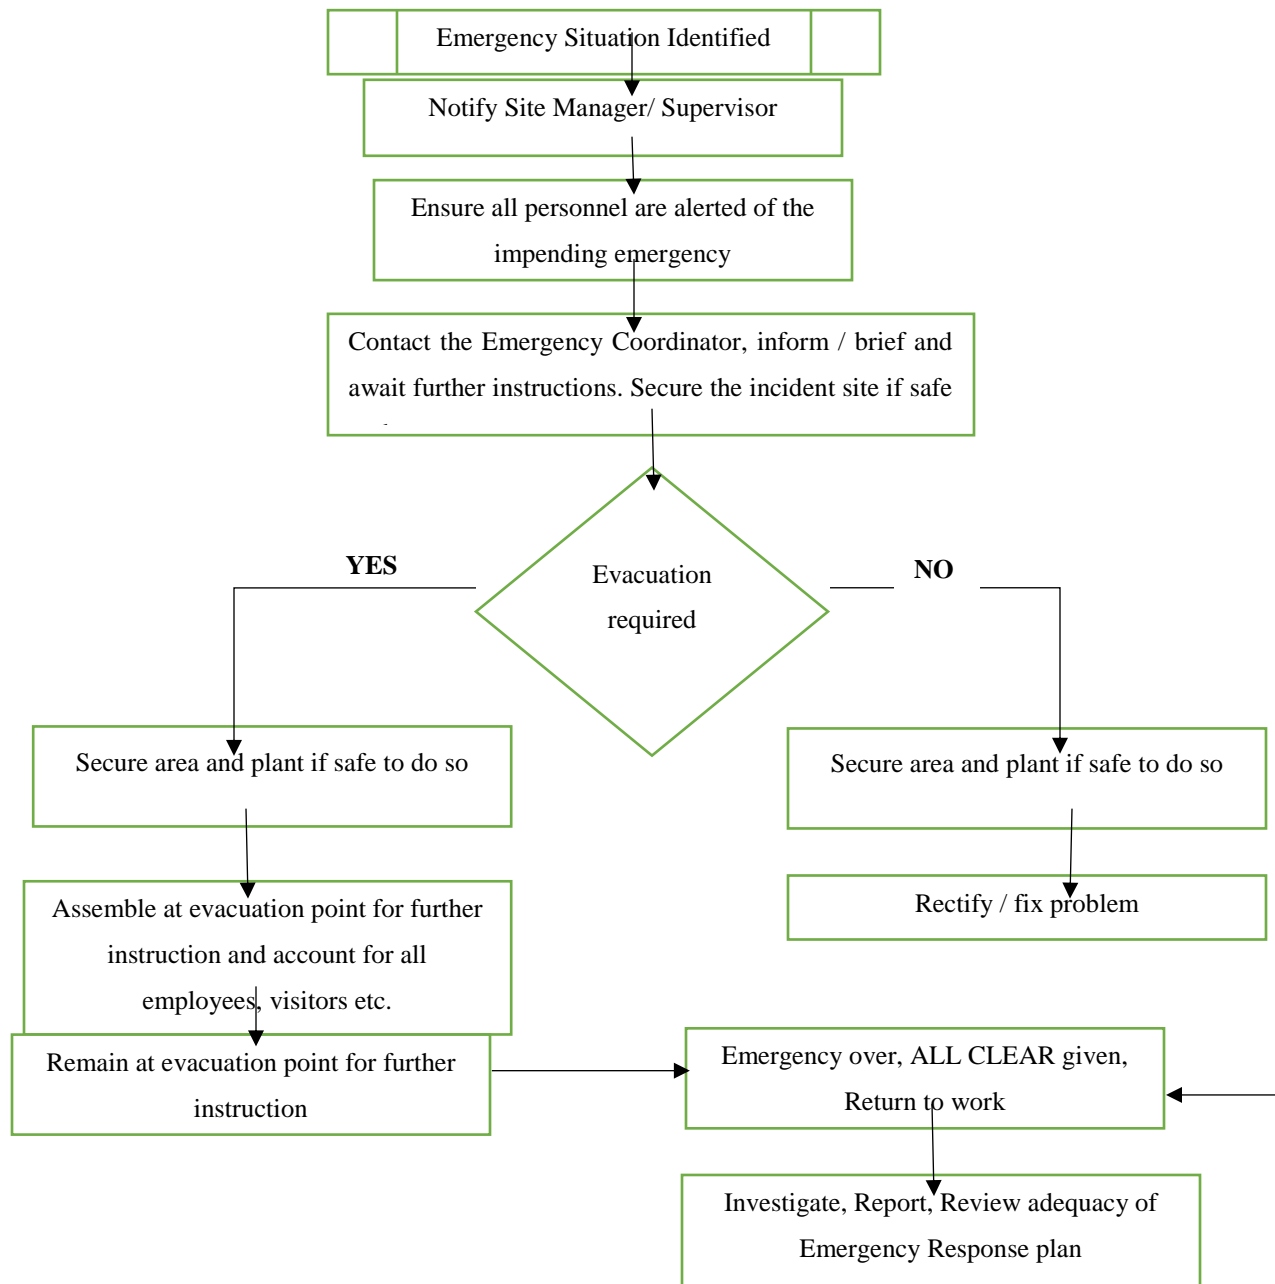 Emergency Situation Identified
Notify Site Manager/ Supervisor
Ensure all personnel are alerted of the
impending emergency
Contact the Emergency Coordinator, inform / brief and
await further instructions. Secure the incident site if safe
YES
NO
Evacuation
required
Secure area and plant if safe to do so
Secure area and plant if safe to do so
Assemble at evacuation point for further
instruction and account for all
employees, visitors etc.
Rectify / fix problem
Remain at evacuation point for further
instruction
Emergency over, ALL CLEAR given,
Return to work
Investigate, Report, Review adequacy of
Emergency Response plan